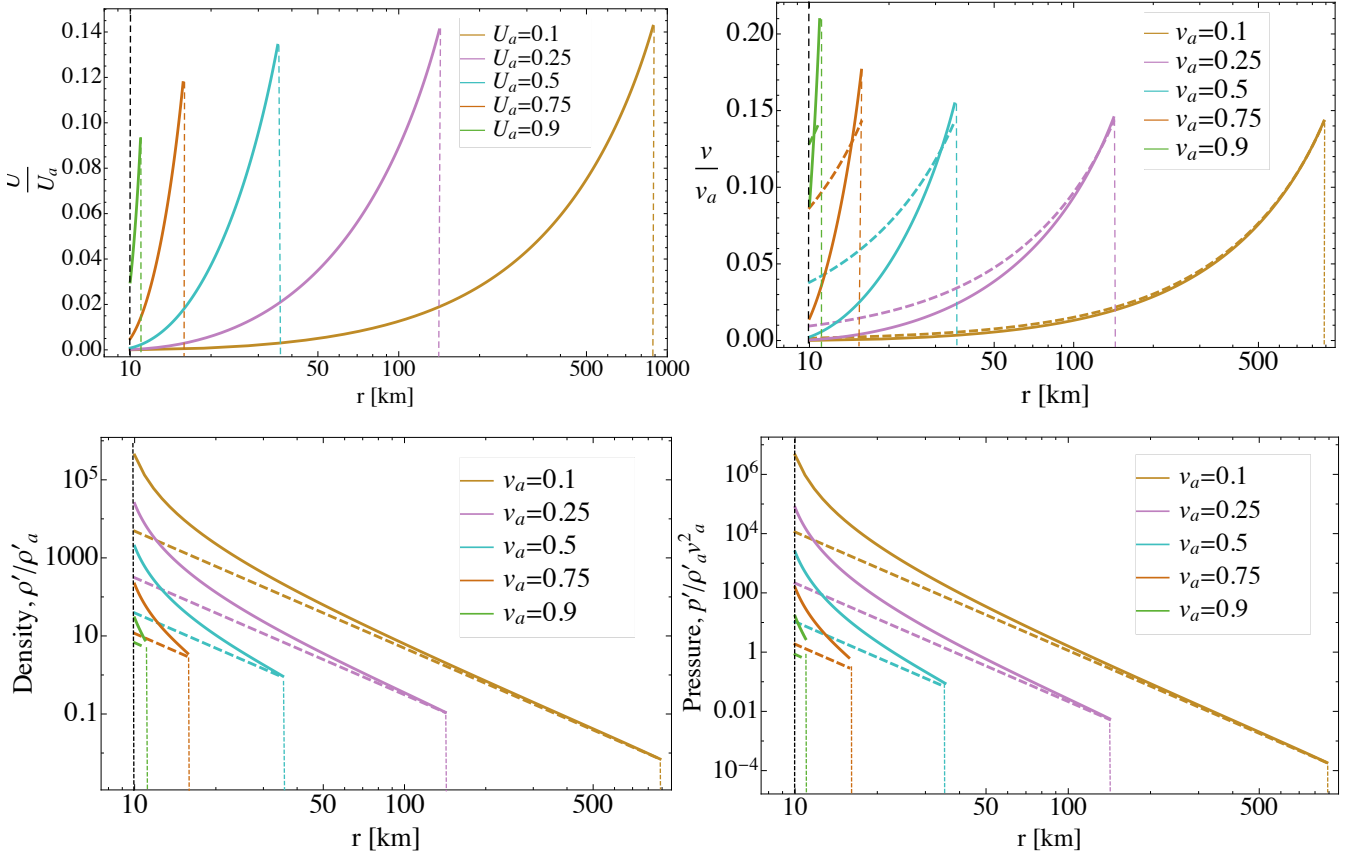 0.14
0.12
0.10
0.08
0.06
0.04
0.02
0.00
U
U_a
U_a=0.1
U_a=0.25
U_a=0.5
U_a=0.75
U_a=0.9
10 50 100 500 1000
r [km]
0.20
0.15
0.10
0.05
0.00
v
v_a
v_a=0.1
v_a=0.25
v_a=0.5
v_a=0.75
v_a=0.9
10 50 100 500
r [km]
10^5
1000
10
0.1
Density, ρ′/ρ′_a
v_a=0.1
v_a=0.25
v_a=0.5
v_a=0.75
v_a=0.9
10 50 100 500
r [km]
10^6
10^4
100
1
0.01
10^−4
Pressure, p′/ρ′_a v_a^2
v_a=0.1
v_a=0.25
v_a=0.5
v_a=0.75
v_a=0.9
10 50 100 500
r [km]